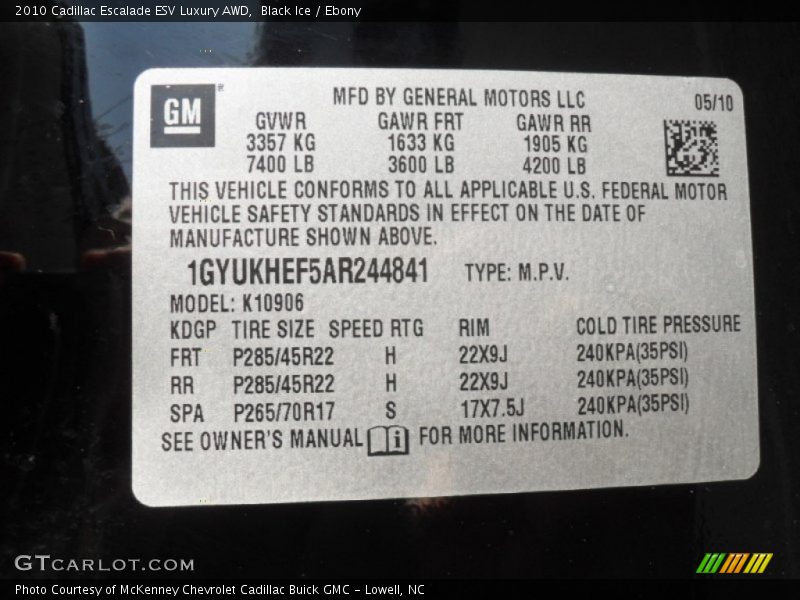 2010 Cadillac Escalade ESV Luxury AWD,  Black Ice / Ebony
GM®
MFD BY GENERAL MOTORS LLC
05/10
GVWR GAWR FRT GAWR RR
3357 KG 1633 KG 1905 KG
7400 LB 3600 LB 4200 LB
THIS VEHICLE CONFORMS TO ALL APPLICABLE U.S. FEDERAL MOTOR
VEHICLE SAFETY STANDARDS IN EFFECT ON THE DATE OF
MANUFACTURE SHOWN ABOVE.
1GYUKHEF5AR244841 TYPE: M.P.V.
MODEL: K10906
KDGP TIRE SIZE SPEED RTG RIM COLD TIRE PRESSURE
FRT P285/45R22 H 22X9J 240KPA(35PSI)
RR P285/45R22 H 22X9J 240KPA(35PSI)
SPA P265/70R17 S 17X7.5J 240KPA(35PSI)
SEE OWNER'S MANUAL i FOR MORE INFORMATION.
GTCARLOT.COM
Photo Courtesy of McKenney Chevrolet Cadillac Buick GMC - Lowell, NC